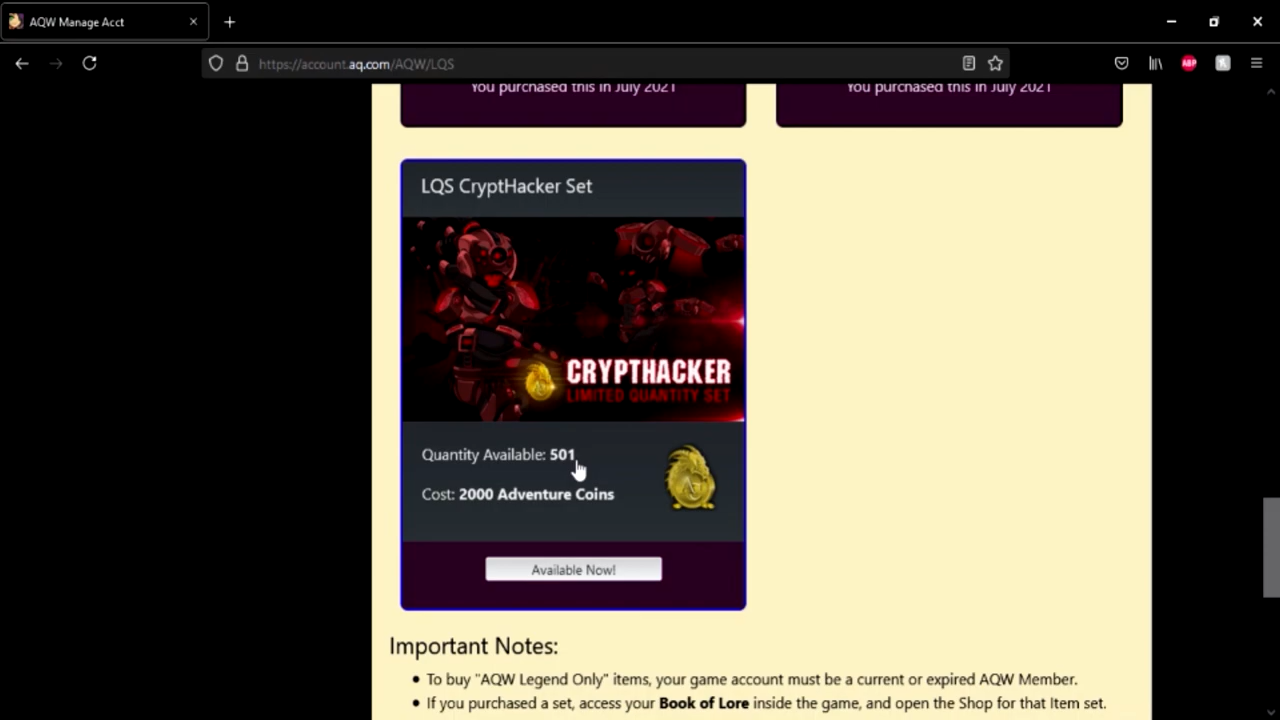 AQW Manage Acct
https://account.aq.com/AQW/LQS
ABP
You purchased this in July 2021
You purchased this in July 2021
LQS CryptHacker Set
CRYPTHACKER
LIMITED QUANTITY SET
Quantity Available: 501
Cost: 2000 Adventure Coins
Available Now!
Important Notes:
• To buy "AQW Legend Only" items, your game account must be a current or expired AQW Member.
• If you purchased a set, access your Book of Lore inside the game, and open the Shop for that Item set.